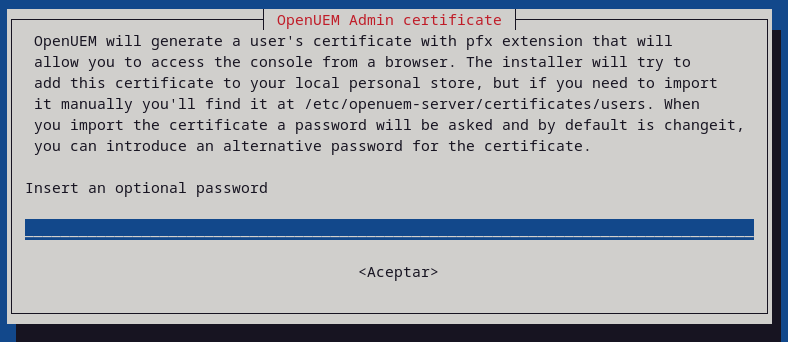 OpenUEM Admin certificate
OpenUEM will generate a user's certificate with pfx extension that will
allow you to access the console from a browser. The installer will try to
add this certificate to your local personal store, but if you need to import
it manually you'll find it at /etc/openuem-server/certificates/users. When
you import the certificate a password will be asked and by default is changeit,
you can introduce an alternative password for the certificate.
Insert an optional password
<Aceptar>